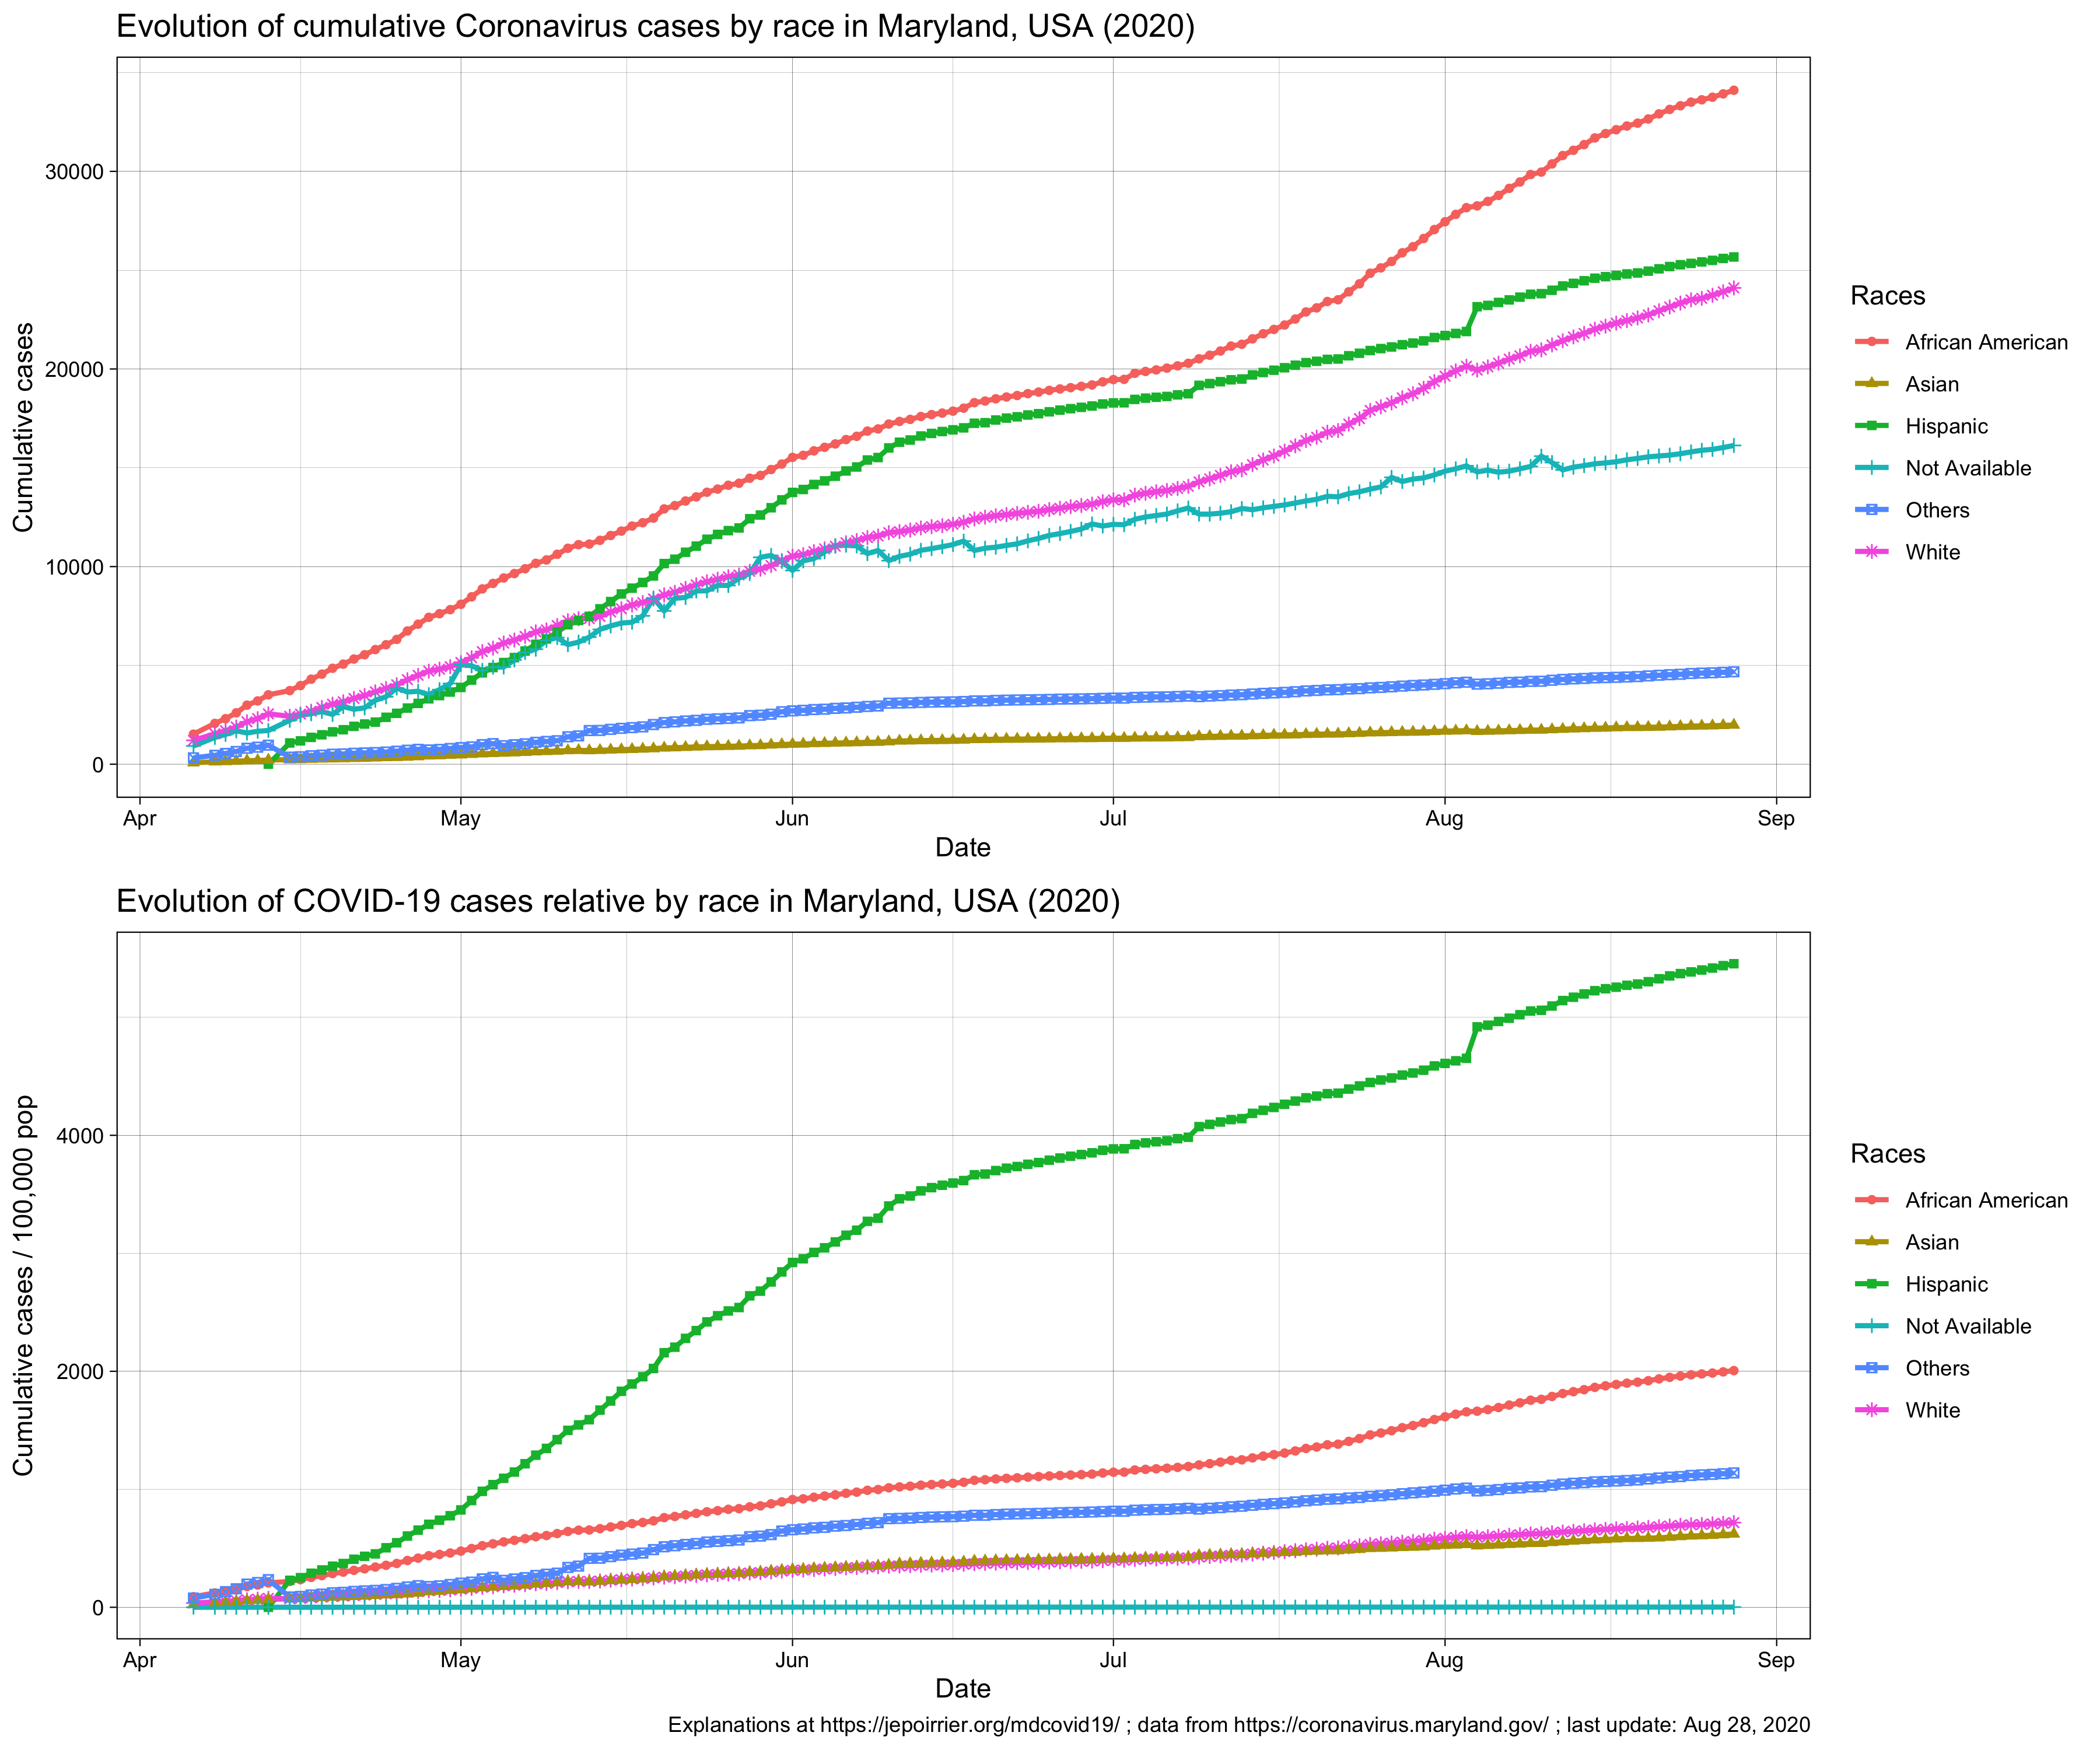 Evolution of cumulative Coronavirus cases by race in Maryland, USA (2020)
Cumulative cases
30000
20000
10000
0
Apr May Jun Jul Aug Sep
Date
Races
African American
Asian
Hispanic
Not Available
Others
White
Evolution of COVID-19 cases relative by race in Maryland, USA (2020)
Cumulative cases / 100,000 pop
4000
2000
0
Apr May Jun Jul Aug Sep
Date
Races
African American
Asian
Hispanic
Not Available
Others
White
Explanations at https://jepoirrier.org/mdcovid19/ ; data from https://coronavirus.maryland.gov/ ; last update: Aug 28, 2020